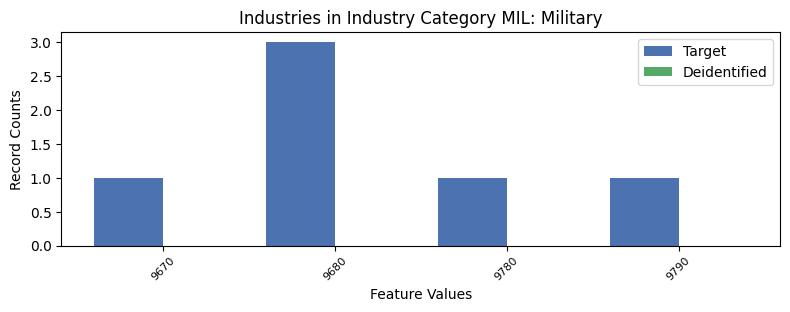 Industries in Industry Category MIL: Military
Target
Deidentified
Record Counts
3.0
2.5
2.0
1.5
1.0
0.5
0.0
9670
9680
9780
9790
Feature Values